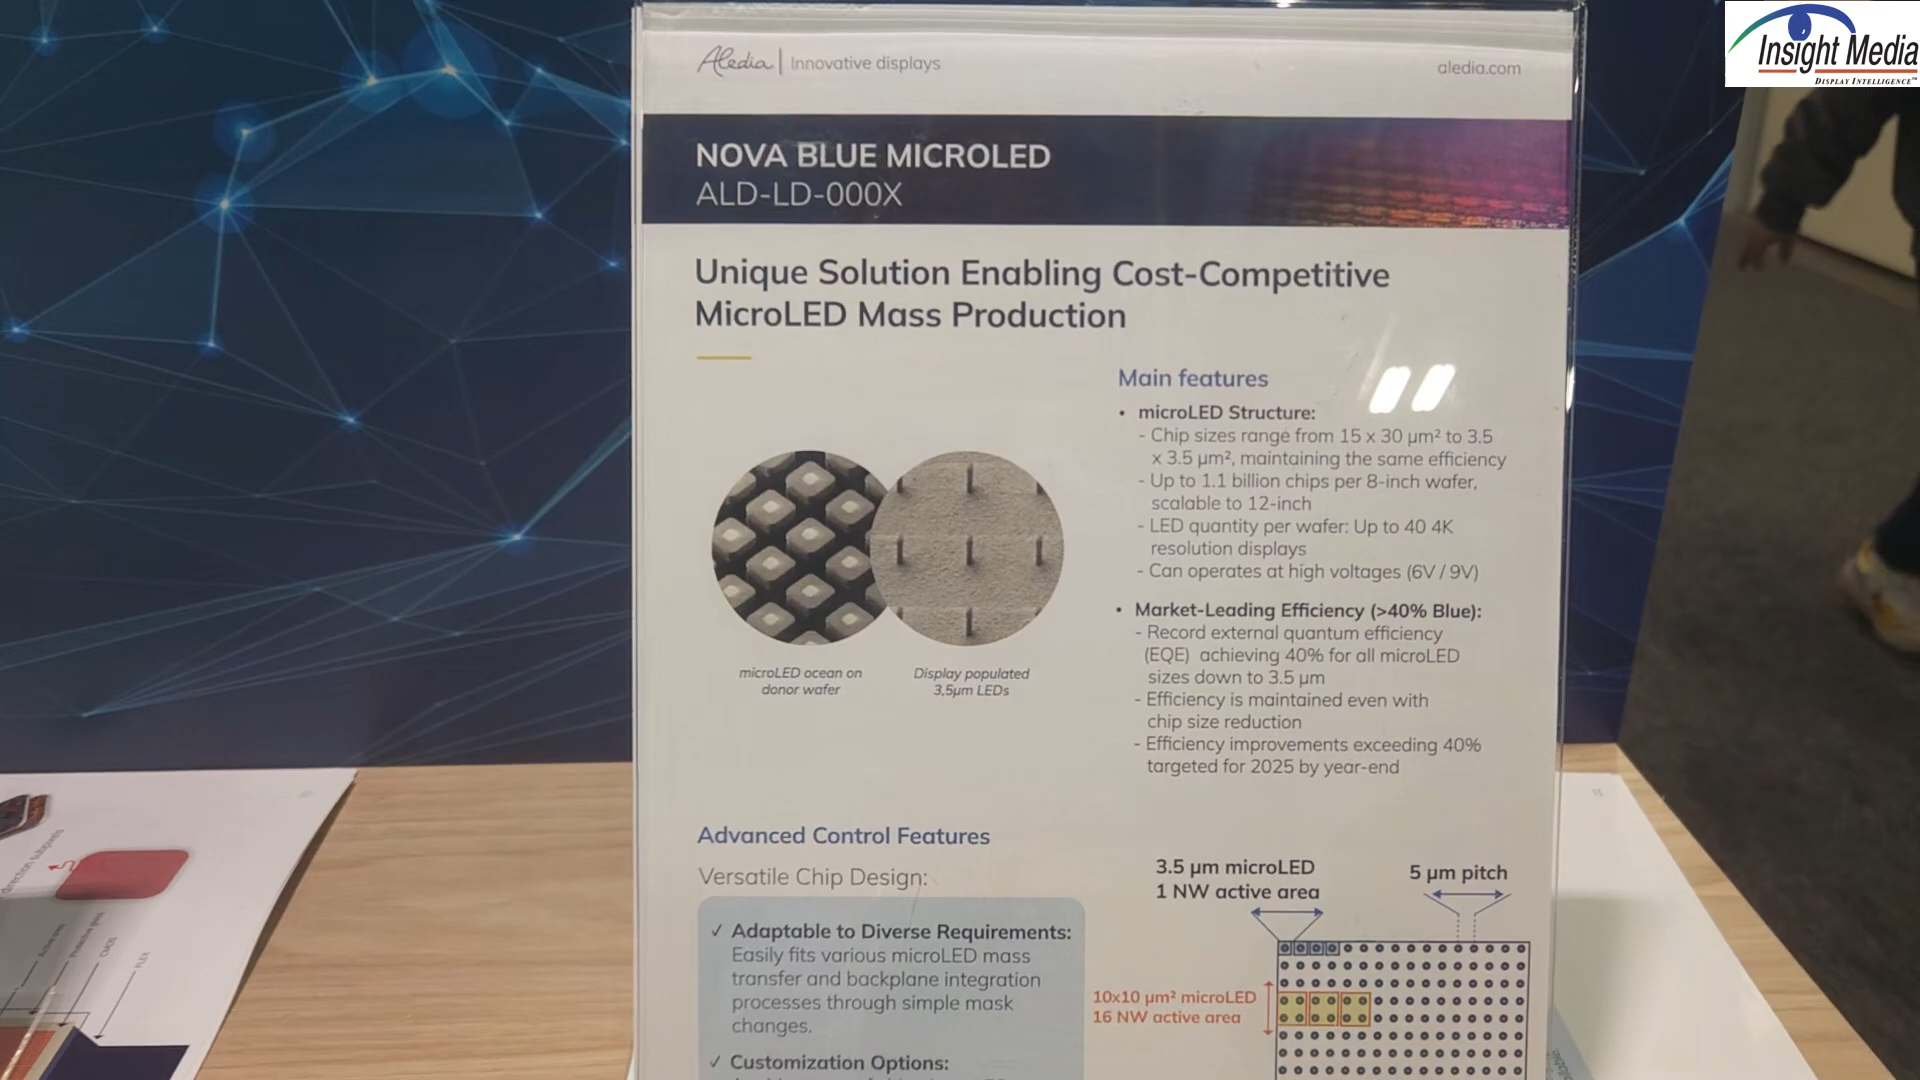 Aledia | Innovative displays
aledia.com
Insight Media
DISPLAY INTELLIGENCE™
NOVA BLUE MICROLED
ALD-LD-000X
Unique Solution Enabling Cost-Competitive
MicroLED Mass Production
Main features
• microLED Structure:
- Chip sizes range from 15 x 30 µm² to 3.5
x 3.5 µm², maintaining the same efficiency
- Up to 1.1 billion chips per 8-inch wafer,
scalable to 12-inch
- LED quantity per wafer: Up to 40 4K
resolution displays
- Can operates at high voltages (6V / 9V)
• Market-Leading Efficiency (>40% Blue):
- Record external quantum efficiency
(EQE) achieving 40% for all microLED
sizes down to 3.5 µm
- Efficiency is maintained even with
chip size reduction
- Efficiency improvements exceeding 40%
targeted for 2025 by year-end
microLED ocean on
donor wafer
Display populated
3,5µm LEDs
Advanced Control Features
Versatile Chip Design:
✓ Adaptable to Diverse Requirements:
Easily fits various microLED mass
transfer and backplane integration
processes through simple mask
changes.
✓ Customization Options:
3.5 µm microLED
1 NW active area
5 µm pitch
10x10 µm² microLED
16 NW active area
CMOS
FLEX